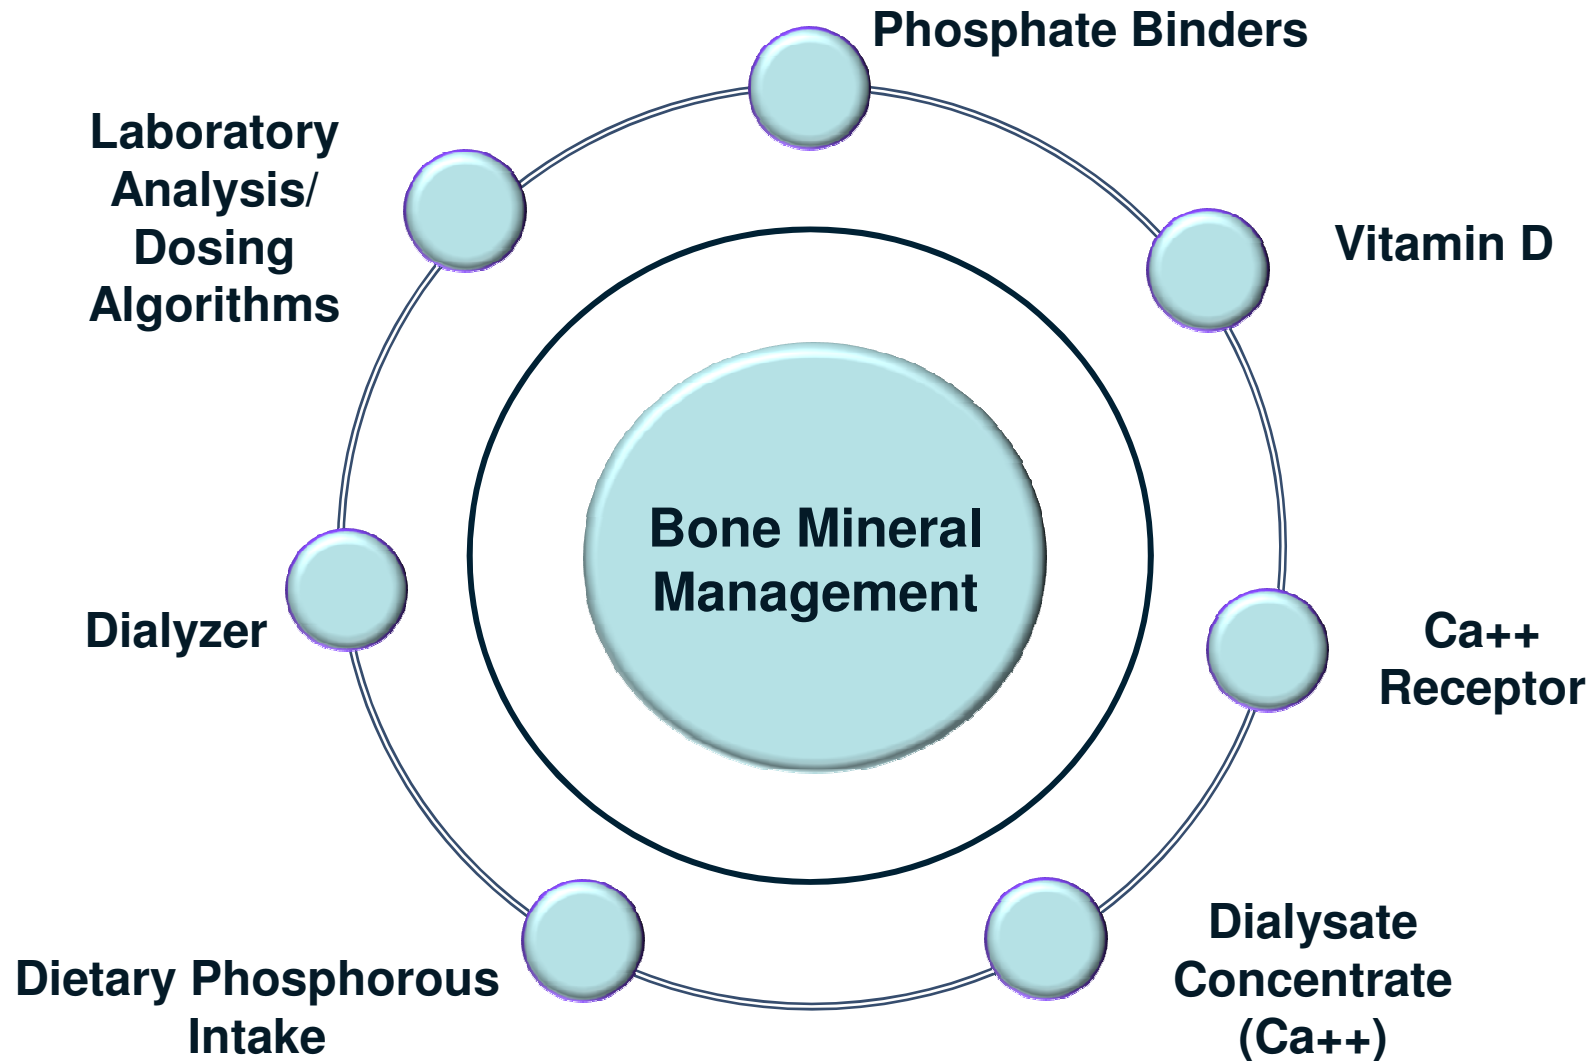 Phosphate Binders
Laboratory
Analysis/
Dosing
Algorithms
Vitamin D
Bone Mineral
Management
Dialyzer
Ca++
Receptor
Dietary Phosphorous
Intake
Dialysate
Concentrate
(Ca++)